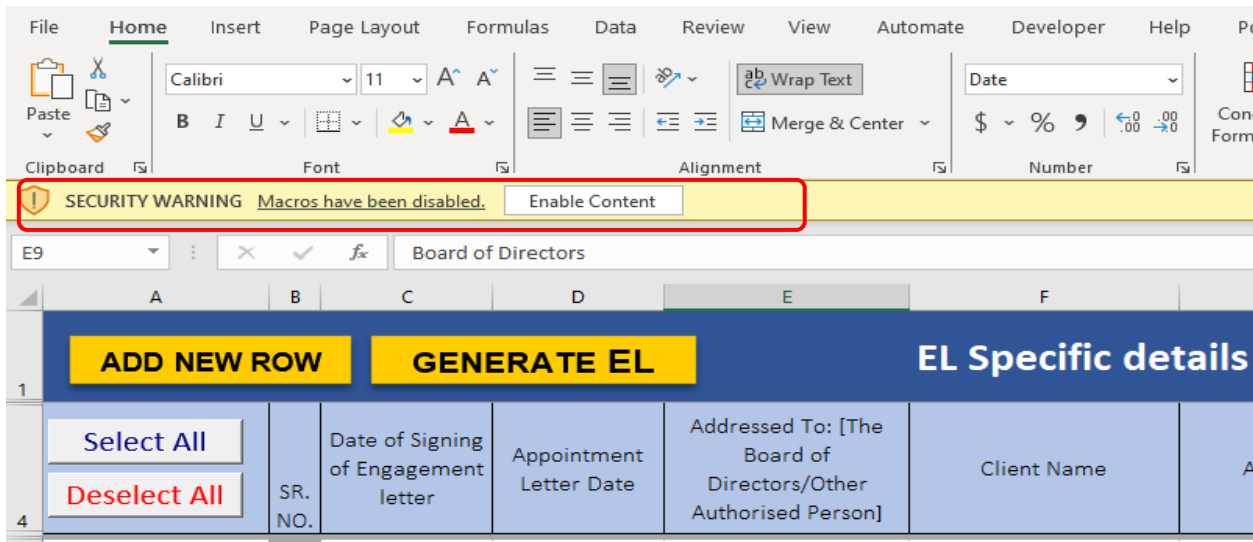 File Home Insert Page Layout Formulas Data Review View Automate Developer Help
Calibri 11 A^ A˅ ab Wrap Text Date
Paste B I U A Merge & Center $ % 9 .00 .00
Clipboard Font Alignment Number
SECURITY WARNING Macros have been disabled. Enable Content
E9 fx Board of Directors
A B C D E F
1 ADD NEW ROW GENERATE EL EL Specific details
Select All
Deselect All
4
SR.
NO.
Date of Signing
of Engagement
letter
Appointment
Letter Date
Addressed To: [The
Board of
Directors/Other
Authorised Person]
Client Name